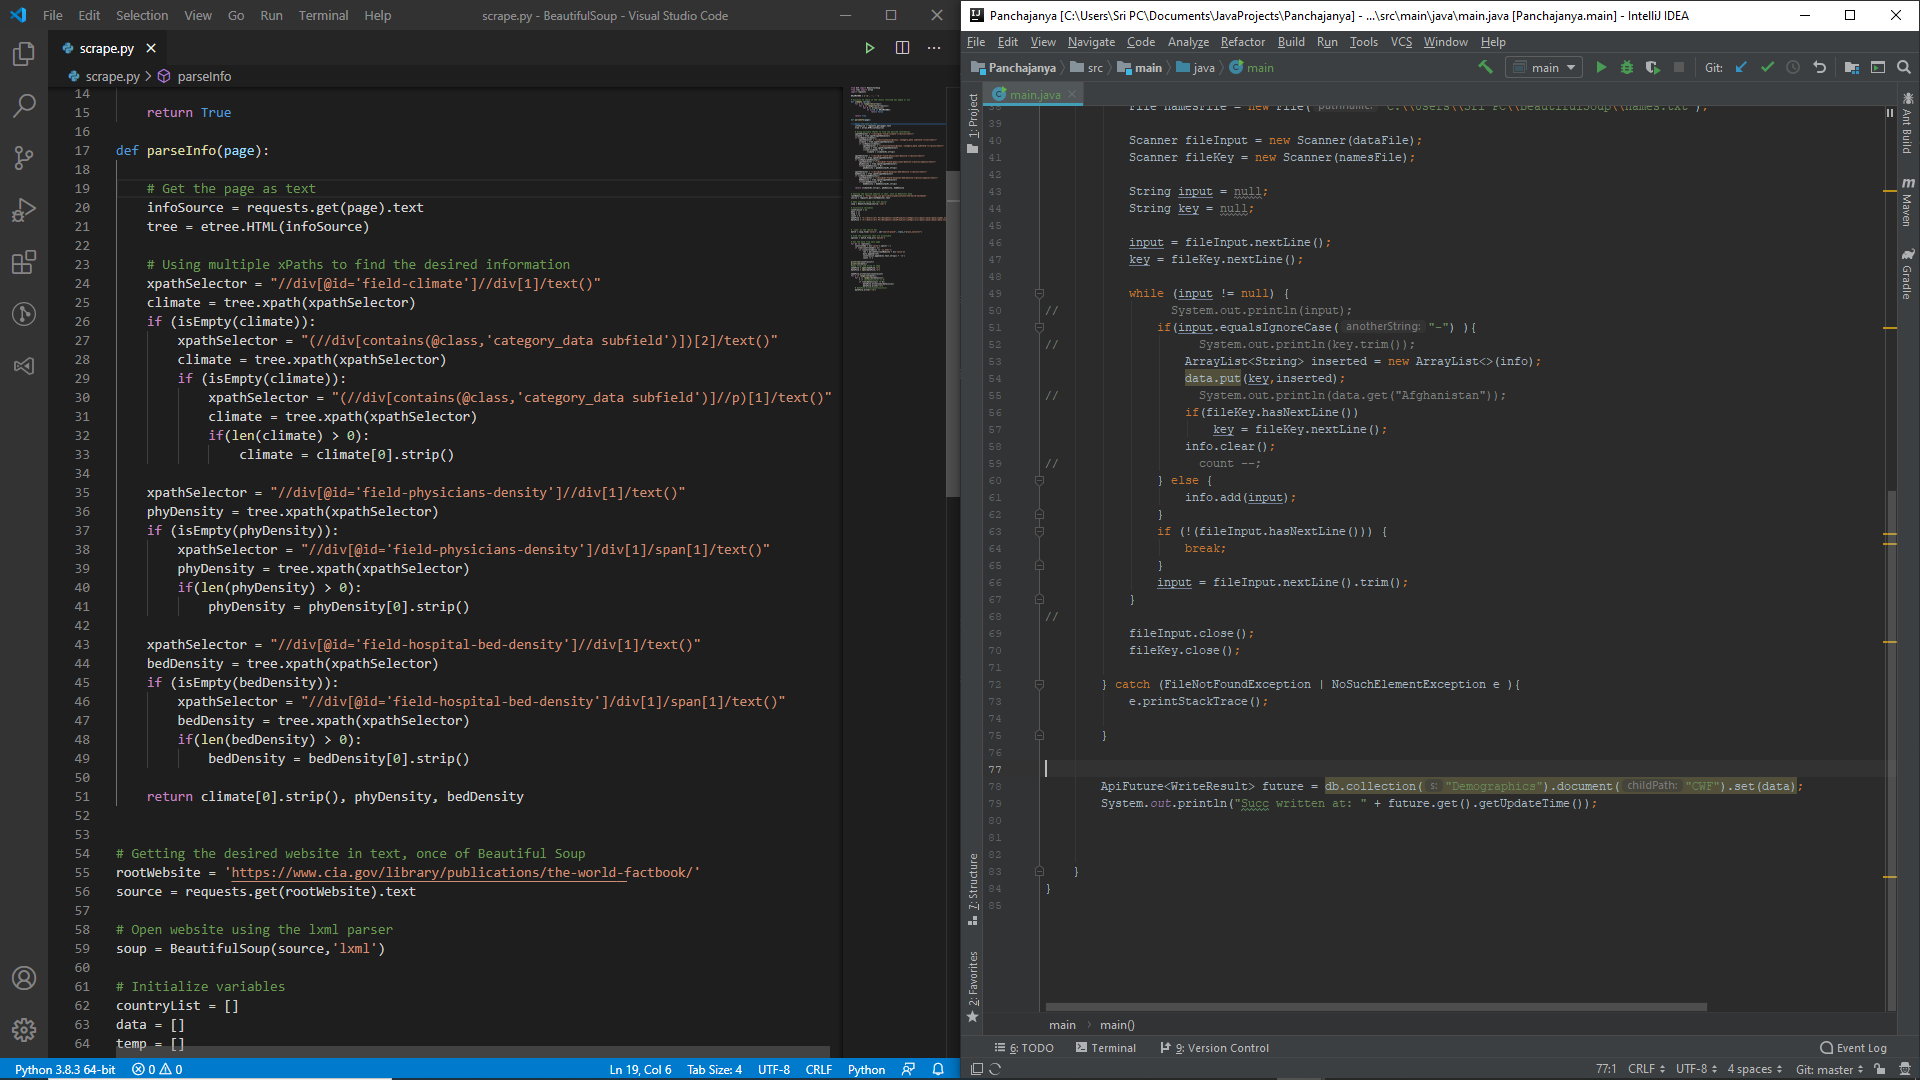 File Edit Selection View Go Run Terminal Help scrape.py - BeautifulSoup - Visual Studio Code
scrape.py
scrape.py > parseInfo
14
15 return True
16
17 def parseInfo(page):
18
19 # Get the page as text
20 infoSource = requests.get(page).text
21 tree = etree.HTML(infoSource)
22
23 # Using multiple xPaths to find the desired information
24 xpathSelector = "//div[@id='field-climate']//div[1]/text()"
25 climate = tree.xpath(xpathSelector)
26 if (isEmpty(climate)):
27 xpathSelector = "(//div[contains(@class,'category_data subfield')])[2]/text()"
28 climate = tree.xpath(xpathSelector)
29 if (isEmpty(climate)):
30 xpathSelector = "(//div[contains(@class,'category_data subfield')]//p)[1]/text()"
31 climate = tree.xpath(xpathSelector)
32 if(len(climate) > 0):
33 climate = climate[0].strip()
34
35 xpathSelector = "//div[@id='field-physicians-density']//div[1]/text()"
36 phyDensity = tree.xpath(xpathSelector)
37 if (isEmpty(phyDensity)):
38 xpathSelector = "//div[@id='field-physicians-density']/div[1]/span[1]/text()"
39 phyDensity = tree.xpath(xpathSelector)
40 if(len(phyDensity) > 0):
41 phyDensity = phyDensity[0].strip()
42
43 xpathSelector = "//div[@id='field-hospital-bed-density']//div[1]/text()"
44 bedDensity = tree.xpath(xpathSelector)
45 if (isEmpty(bedDensity)):
46 xpathSelector = "//div[@id='field-hospital-bed-density']/div[1]/span[1]/text()"
47 bedDensity = tree.xpath(xpathSelector)
48 if(len(bedDensity) > 0):
49 bedDensity = bedDensity[0].strip()
50
51 return climate[0].strip(), phyDensity, bedDensity
52
53
54 # Getting the desired website in text, once of Beautiful Soup
55 rootWebsite = 'https://www.cia.gov/library/publications/the-world-factbook/'
56 source = requests.get(rootWebsite).text
57
58 # Open website using the lxml parser
59 soup = BeautifulSoup(source,'lxml')
60
61 # Initialize variables
62 countryList = []
63 data = []
64 temp = []
Python 3.8.3 64-bit 0 0 Ln 19, Col 6 Tab Size: 4 UTF-8 CRLF Python
Panchajanya [C:\Users\Sri PC\Documents\JavaProjects\Panchajanya] - ...\src\main\java\main.java [Panchajanya.main] - IntelliJ IDEA
File Edit View Navigate Code Analyze Refactor Build Run Tools VCS Window Help
Panchajanya src main java main main Git:
main.java
1: Project
7: Structure
2: Favorites
Ant Build
Maven
Gradle
38 File namesFile = new File( pathname: "C:\\Users\\Sri PC\\BeautifulSoup\\names.txt");
39
40 Scanner fileInput = new Scanner(dataFile);
41 Scanner fileKey = new Scanner(namesFile);
42
43 String input = null;
44 String key = null;
45
46 input = fileInput.nextLine();
47 key = fileKey.nextLine();
48
49 while (input != null) {
50 // System.out.println(input);
51 if(input.equalsIgnoreCase( anotherString: "-") ){
52 // System.out.println(key.trim());
53 ArrayList<String> inserted = new ArrayList<>(info);
54 data.put(key,inserted);
55 // System.out.println(data.get("Afghanistan"));
56 if(fileKey.hasNextLine())
57 key = fileKey.nextLine();
58 info.clear();
59 // count --;
60 } else {
61 info.add(input);
62 }
63 if (!(fileInput.hasNextLine())) {
64 break;
65 }
66 input = fileInput.nextLine().trim();
67 }
68 //
69 fileInput.close();
70 fileKey.close();
71
72 } catch (FileNotFoundException | NoSuchElementException e ){
73 e.printStackTrace();
74
75 }
76
77
78 ApiFuture<WriteResult> future = db.collection( s: "Demographics").document( childPath: "CWF").set(data);
79 System.out.println("Succ written at: " + future.get().getUpdateTime());
80
81
82
83 }
84 }
85
main > main()
6: TODO Terminal 9: Version Control Event Log
77:1 CRLF UTF-8 4 spaces Git: master